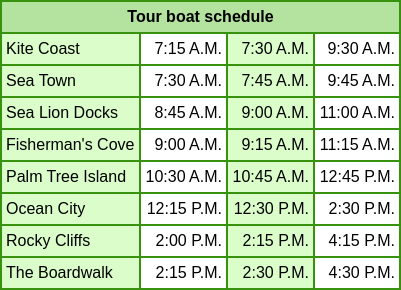 Tour boat schedule
Kite Coast 7:15 A.M. 7:30 A.M. 9:30 A.M.
Sea Town 7:30 A.M. 7:45 A.M. 9:45 A.M.
Sea Lion Docks 8:45 A.M. 9:00 A.M. 11:00 A.M.
Fisherman's Cove 9:00 A.M. 9:15 A.M. 11:15 A.M.
Palm Tree Island 10:30 A.M. 10:45 A.M. 12:45 P.M.
Ocean City 12:15 P.M. 12:30 P.M. 2:30 P.M.
Rocky Cliffs 2:00 P.M. 2:15 P.M. 4:15 P.M.
The Boardwalk 2:15 P.M. 2:30 P.M. 4:30 P.M.